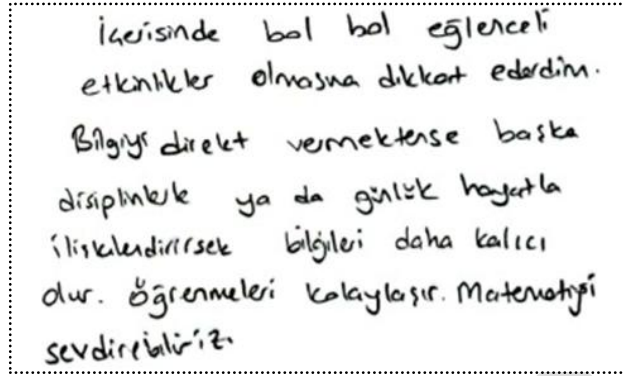 İçerisinde bol bol eğlenceli
etkinlikler olmasına dikkat ederdim.
Bilgiyi direkt vermektense başka
disiplinlerle ya da günlük hayatla
ilişkilendirirsek bilgileri daha kalıcı
olur. Öğrenmeleri kolaylaşır. Matematiği
sevdirebiliriz.